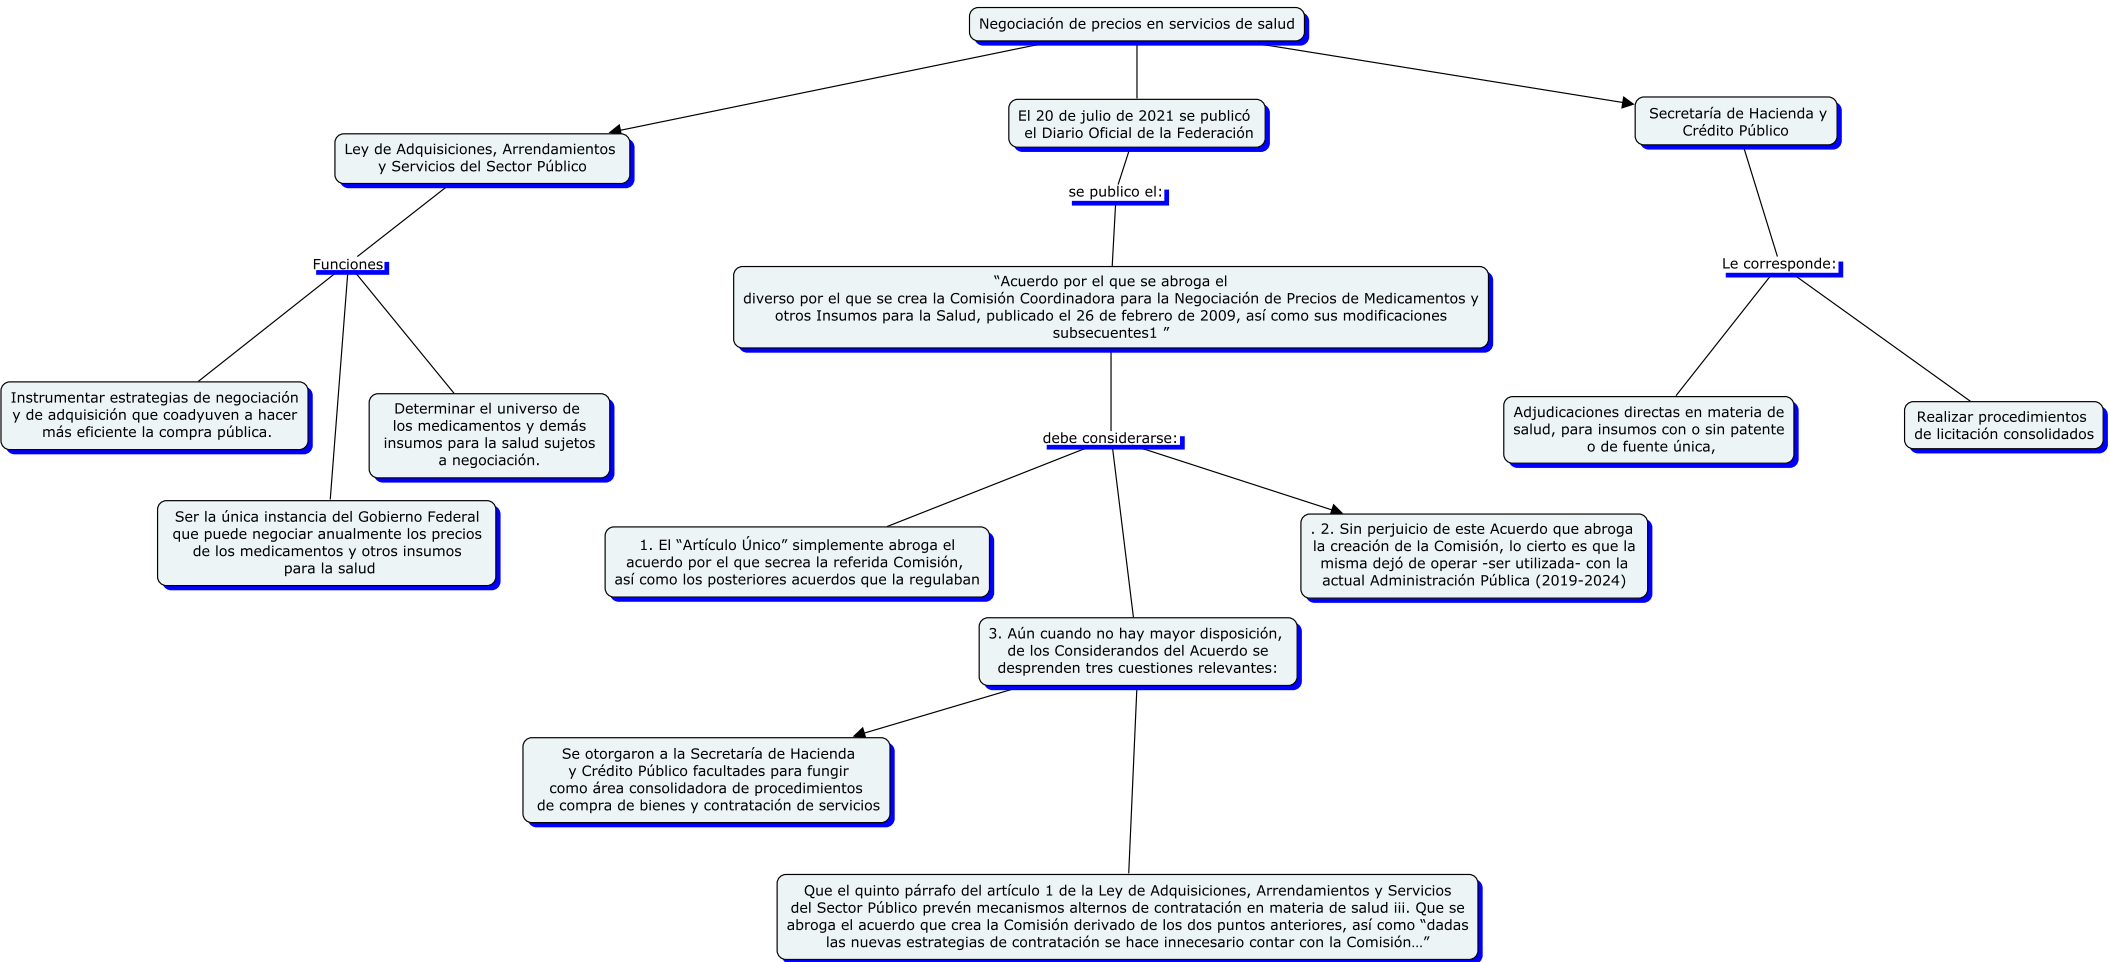 Negociación de precios en servicios de salud
Ley de Adquisiciones, Arrendamientos
y Servicios del Sector Público
El 20 de julio de 2021 se publicó
el Diario Oficial de la Federación
Secretaría de Hacienda y
Crédito Público
se publico el:
Funciones
Le corresponde:
“Acuerdo por el que se abroga el
diverso por el que se crea la Comisión Coordinadora para la Negociación de Precios de Medicamentos y
otros Insumos para la Salud, publicado el 26 de febrero de 2009, así como sus modificaciones
subsecuentes1 ”
Instrumentar estrategias de negociación
y de adquisición que coadyuven a hacer
más eficiente la compra pública.
Determinar el universo de
los medicamentos y demás
insumos para la salud sujetos
a negociación.
Ser la única instancia del Gobierno Federal
que puede negociar anualmente los precios
de los medicamentos y otros insumos
para la salud
debe considerarse:
Adjudicaciones directas en materia de
salud, para insumos con o sin patente
o de fuente única,
Realizar procedimientos
de licitación consolidados
1. El “Artículo Único” simplemente abroga el
acuerdo por el que secrea la referida Comisión,
así como los posteriores acuerdos que la regulaban
. 2. Sin perjuicio de este Acuerdo que abroga
la creación de la Comisión, lo cierto es que la
misma dejó de operar -ser utilizada- con la
actual Administración Pública (2019-2024)
3. Aún cuando no hay mayor disposición,
de los Considerandos del Acuerdo se
desprenden tres cuestiones relevantes:
Se otorgaron a la Secretaría de Hacienda
y Crédito Público facultades para fungir
como área consolidadora de procedimientos
de compra de bienes y contratación de servicios
Que el quinto párrafo del artículo 1 de la Ley de Adquisiciones, Arrendamientos y Servicios
del Sector Público prevén mecanismos alternos de contratación en materia de salud iii. Que se
abroga el acuerdo que crea la Comisión derivado de los dos puntos anteriores, así como “dadas
las nuevas estrategias de contratación se hace innecesario contar con la Comisión…”